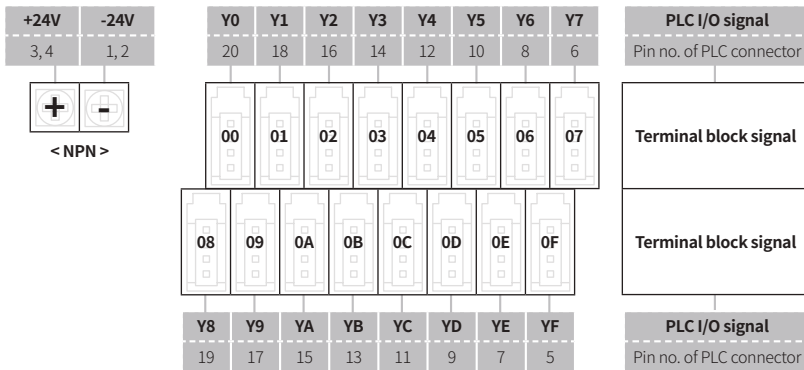 +24V -24V Y0 Y1 Y2 Y3 Y4 Y5 Y6 Y7 PLC I/O signal
3, 4 1, 2 20 18 16 14 12 10 8 6 Pin no. of PLC connector
+ - 00 01 02 03 04 05 06 07 Terminal block signal
< NPN >
08 09 0A 0B 0C 0D 0E 0F Terminal block signal
Y8 Y9 YA YB YC YD YE YF PLC I/O signal
19 17 15 13 11 9 7 5 Pin no. of PLC connector